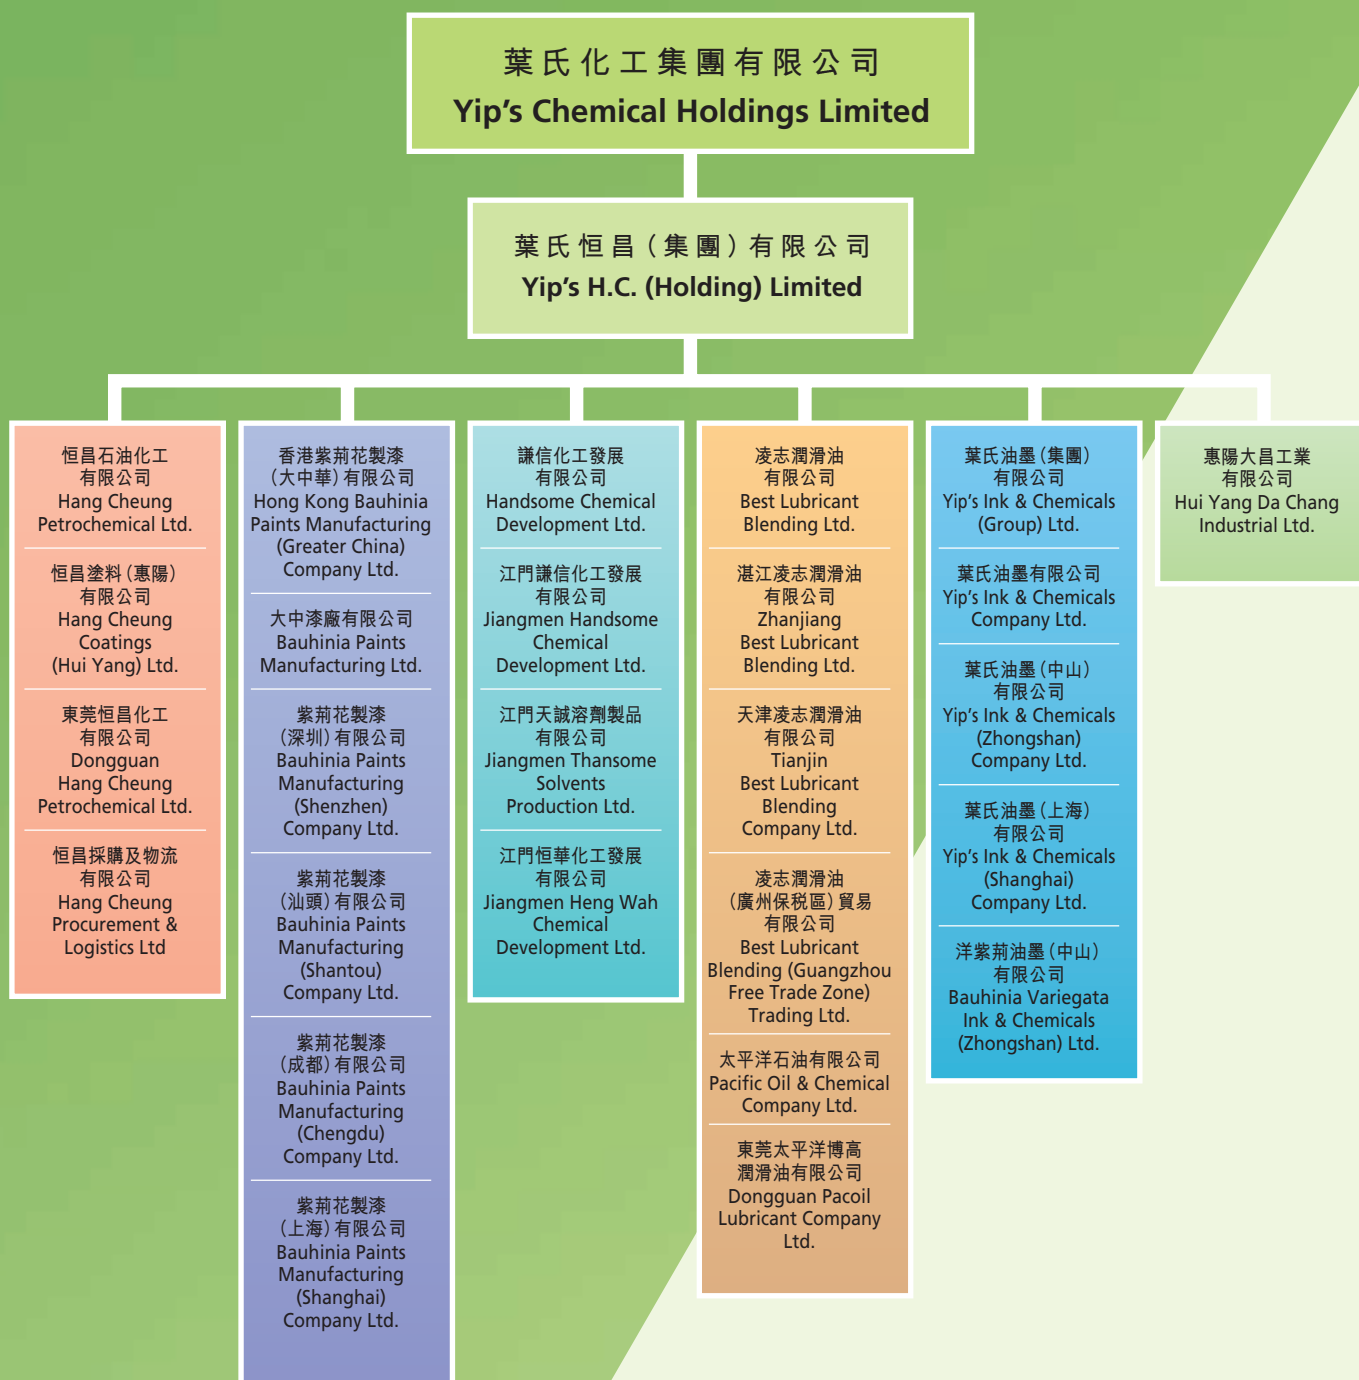 葉氏化工集團有限公司
Yip's Chemical Holdings Limited
葉氏恒昌（集團）有限公司
Yip's H.C. (Holding) Limited
恒昌石油化工
有限公司
Hang Cheung
Petrochemical Ltd.
恒昌塗料（惠陽）
有限公司
Hang Cheung
Coatings
(Hui Yang) Ltd.
東莞恒昌化工
有限公司
Dongguan
Hang Cheung
Petrochemical Ltd.
恒昌採購及物流
有限公司
Hang Cheung
Procurement &
Logistics Ltd
香港紫荊花製漆
（大中華）有限公司
Hong Kong Bauhinia
Paints Manufacturing
(Greater China)
Company Ltd.
大中漆廠有限公司
Bauhinia Paints
Manufacturing Ltd.
紫荊花製漆
（深圳）有限公司
Bauhinia Paints
Manufacturing
(Shenzhen)
Company Ltd.
紫荊花製漆
（汕頭）有限公司
Bauhinia Paints
Manufacturing
(Shantou)
Company Ltd.
紫荊花製漆
（成都）有限公司
Bauhinia Paints
Manufacturing
(Chengdu)
Company Ltd.
紫荊花製漆
（上海）有限公司
Bauhinia Paints
Manufacturing
(Shanghai)
Company Ltd.
謙信化工發展
有限公司
Handsome Chemical
Development Ltd.
江門謙信化工發展
有限公司
Jiangmen Handsome
Chemical
Development Ltd.
江門天誠溶劑製品
有限公司
Jiangmen Thansome
Solvents
Production Ltd.
江門恒華化工發展
有限公司
Jiangmen Heng Wah
Chemical
Development Ltd.
凌志潤滑油
有限公司
Best Lubricant
Blending Ltd.
湛江凌志潤滑油
有限公司
Zhanjiang
Best Lubricant
Blending Ltd.
天津凌志潤滑油
有限公司
Tianjin
Best Lubricant
Blending
Company Ltd.
凌志潤滑油
（廣州保税區）貿易
有限公司
Best Lubricant
Blending (Guangzhou
Free Trade Zone)
Trading Ltd.
太平洋石油有限公司
Pacific Oil & Chemical
Company Ltd.
東莞太平洋博高
潤滑油有限公司
Dongguan Pacoil
Lubricant Company
Ltd.
葉氏油墨（集團）
有限公司
Yip's Ink & Chemicals
(Group) Ltd.
葉氏油墨有限公司
Yip's Ink & Chemicals
Company Ltd.
葉氏油墨（中山）
有限公司
Yip's Ink & Chemicals
(Zhongshan)
Company Ltd.
葉氏油墨（上海）
有限公司
Yip's Ink & Chemicals
(Shanghai)
Company Ltd.
洋紫荊油墨（中山）
有限公司
Bauhinia Variegata
Ink & Chemicals
(Zhongshan) Ltd.
惠陽大昌工業
有限公司
Hui Yang Da Chang
Industrial Ltd.